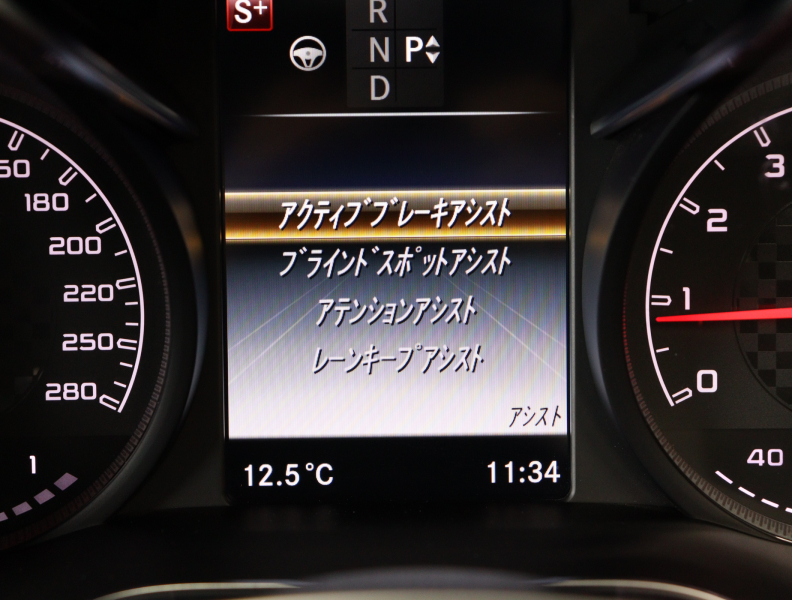 S+
R
N P
D
アクティブブレーキアシスト
ブラインドスポットアシスト
アテンションアシスト
レーンキープアシスト
アシスト
12.5°C 11:34
180
200
220
250
280
1
3
2
1
0
40